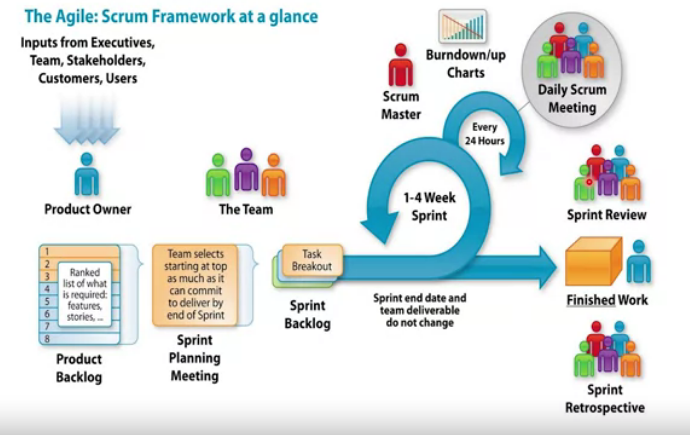 The Agile: Scrum Framework at a glance
Inputs from Executives,
Team, Stakeholders,
Customers, Users
Product Owner
The Team
Scrum
Master
Burndown/up
Charts
Daily Scrum
Meeting
Every
24 Hours
1-4 Week
Sprint
Sprint Review
1
2
3
4
5
6
7
8
Ranked
list of what
is required:
features,
stories, ...
Product
Backlog
Team selects
starting at top
as much as it
can commit
to deliver by
end of Sprint
Sprint
Planning
Meeting
Task
Breakout
Sprint
Backlog
Sprint end date and
team deliverable
do not change
Finished Work
Sprint
Retrospective